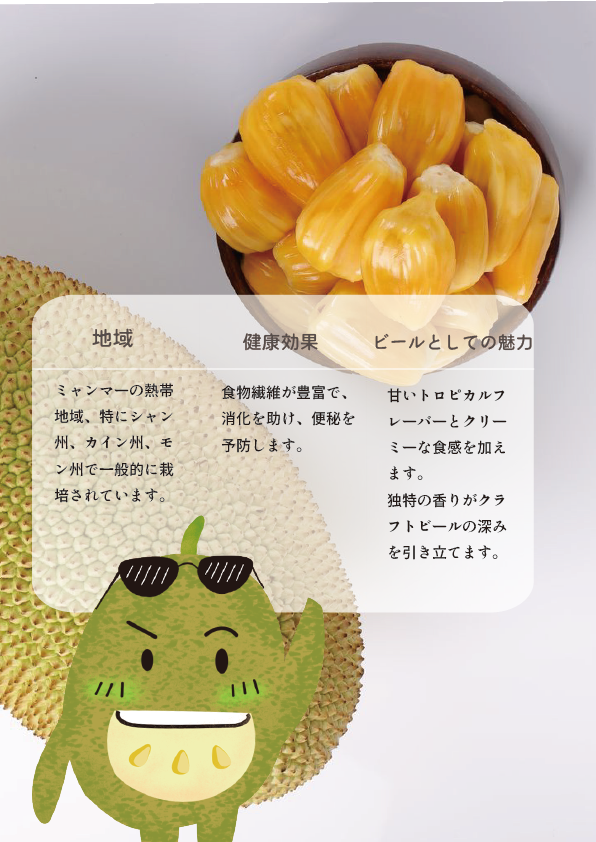 地域
ミャンマーの熱帯
地域、特にシャン
州、カイン州、モ
ン州で一般的に栽
培されています。
健康効果
食物繊維が豊富で、
消化を助け、便秘を
予防します。
ビールとしての魅力
甘いトロピカルフ
レーバーとクリー
ミーな食感を加え
ます。
独特の香りがクラ
フトビールの深み
を引き立てます。